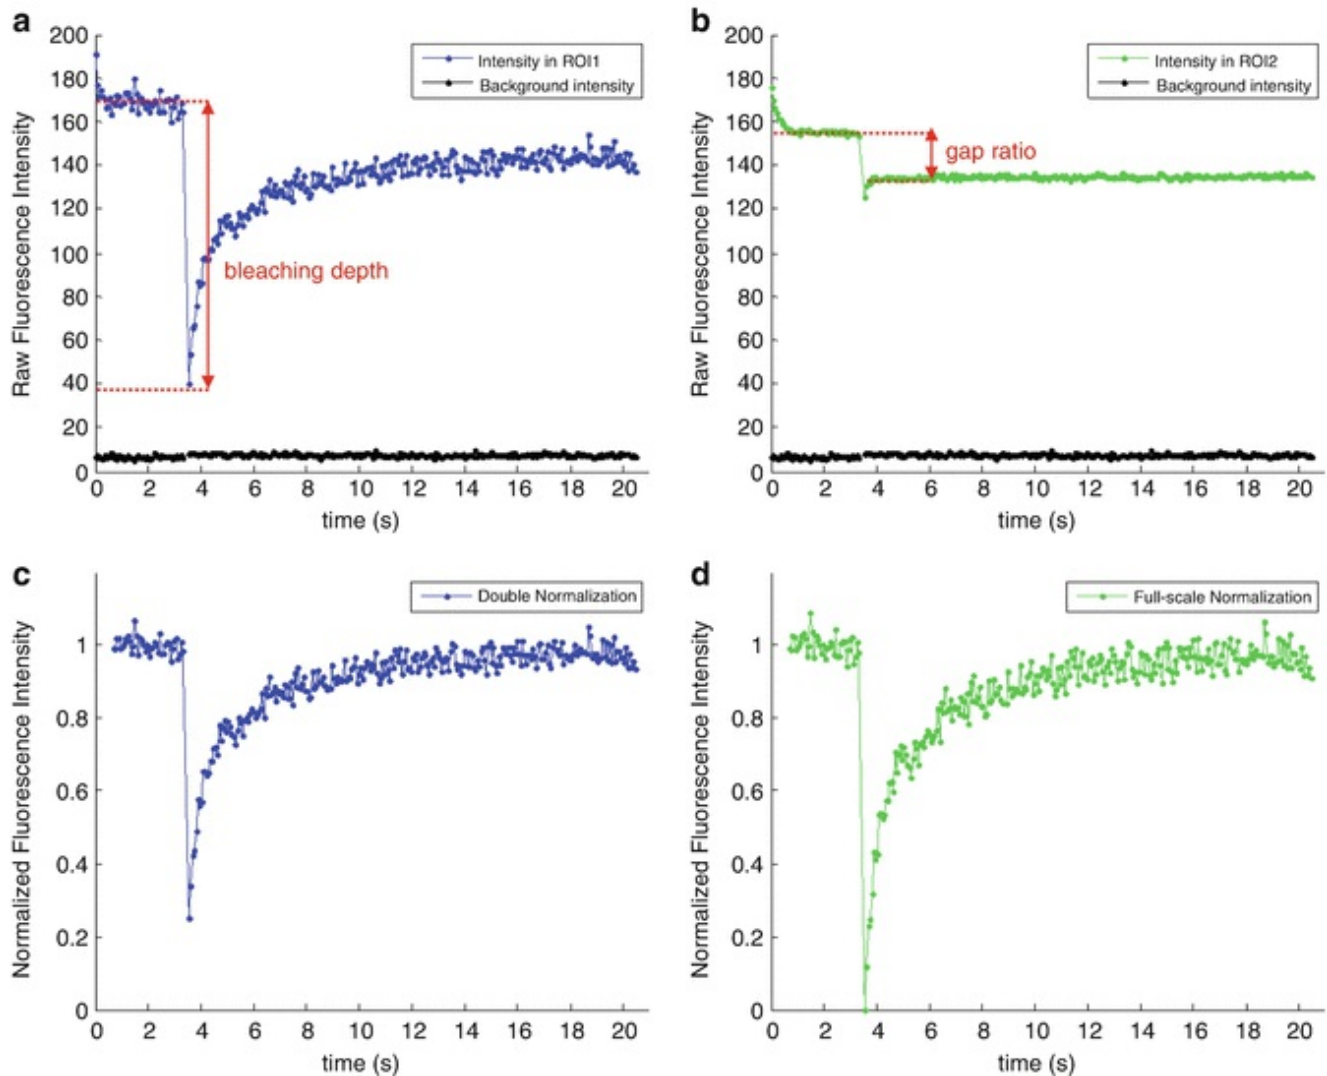 a
Raw Fluorescence Intensity
200
180
160
140
120
100
80
60
40
20
0
Intensity in ROI1
Background intensity
bleaching depth
0 2 4 6 8 10 12 14 16 18 20
time (s)
b
Raw Fluorescence Intensity
200
180
160
140
120
100
80
60
40
20
0
Intensity in ROI2
Background intensity
gap ratio
0 2 4 6 8 10 12 14 16 18 20
time (s)
c
Normalized Fluorescence Intensity
1
0.8
0.6
0.4
0.2
0
Double Normalization
0 2 4 6 8 10 12 14 16 18 20
time (s)
d
Normalized Fluorescence Intensity
1
0.8
0.6
0.4
0.2
0
Full-scale Normalization
0 2 4 6 8 10 12 14 16 18 20
time (s)